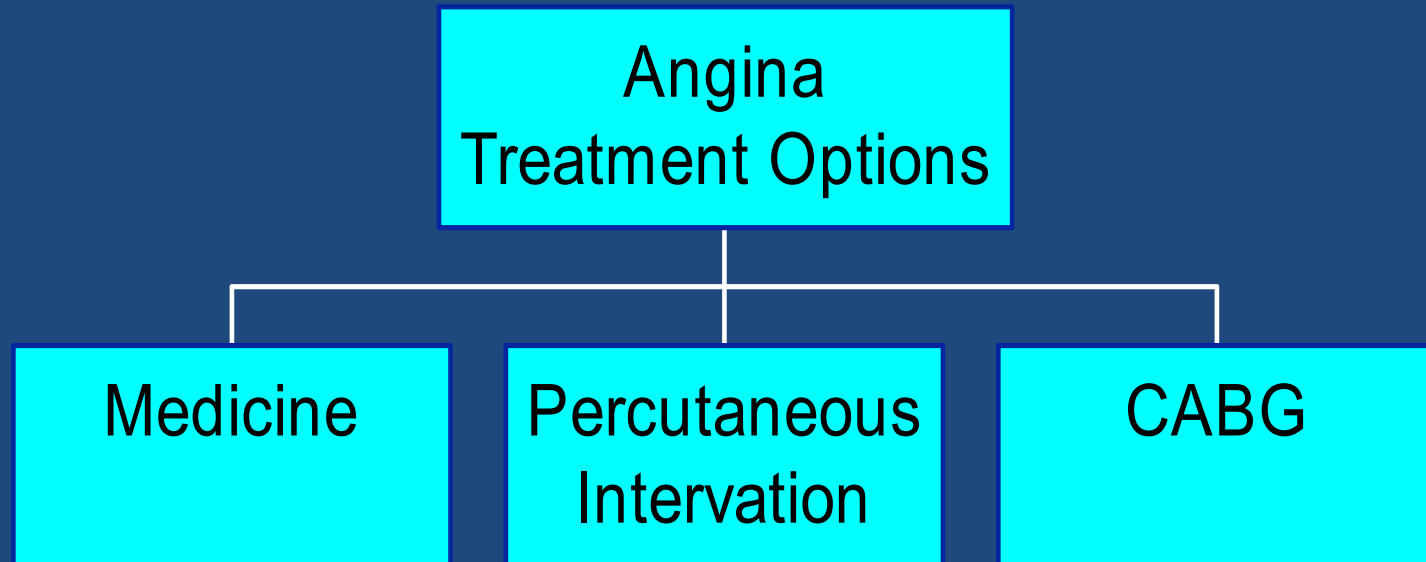 Angina
Treatment Options
Medicine
Percutaneous
Intervation
CABG